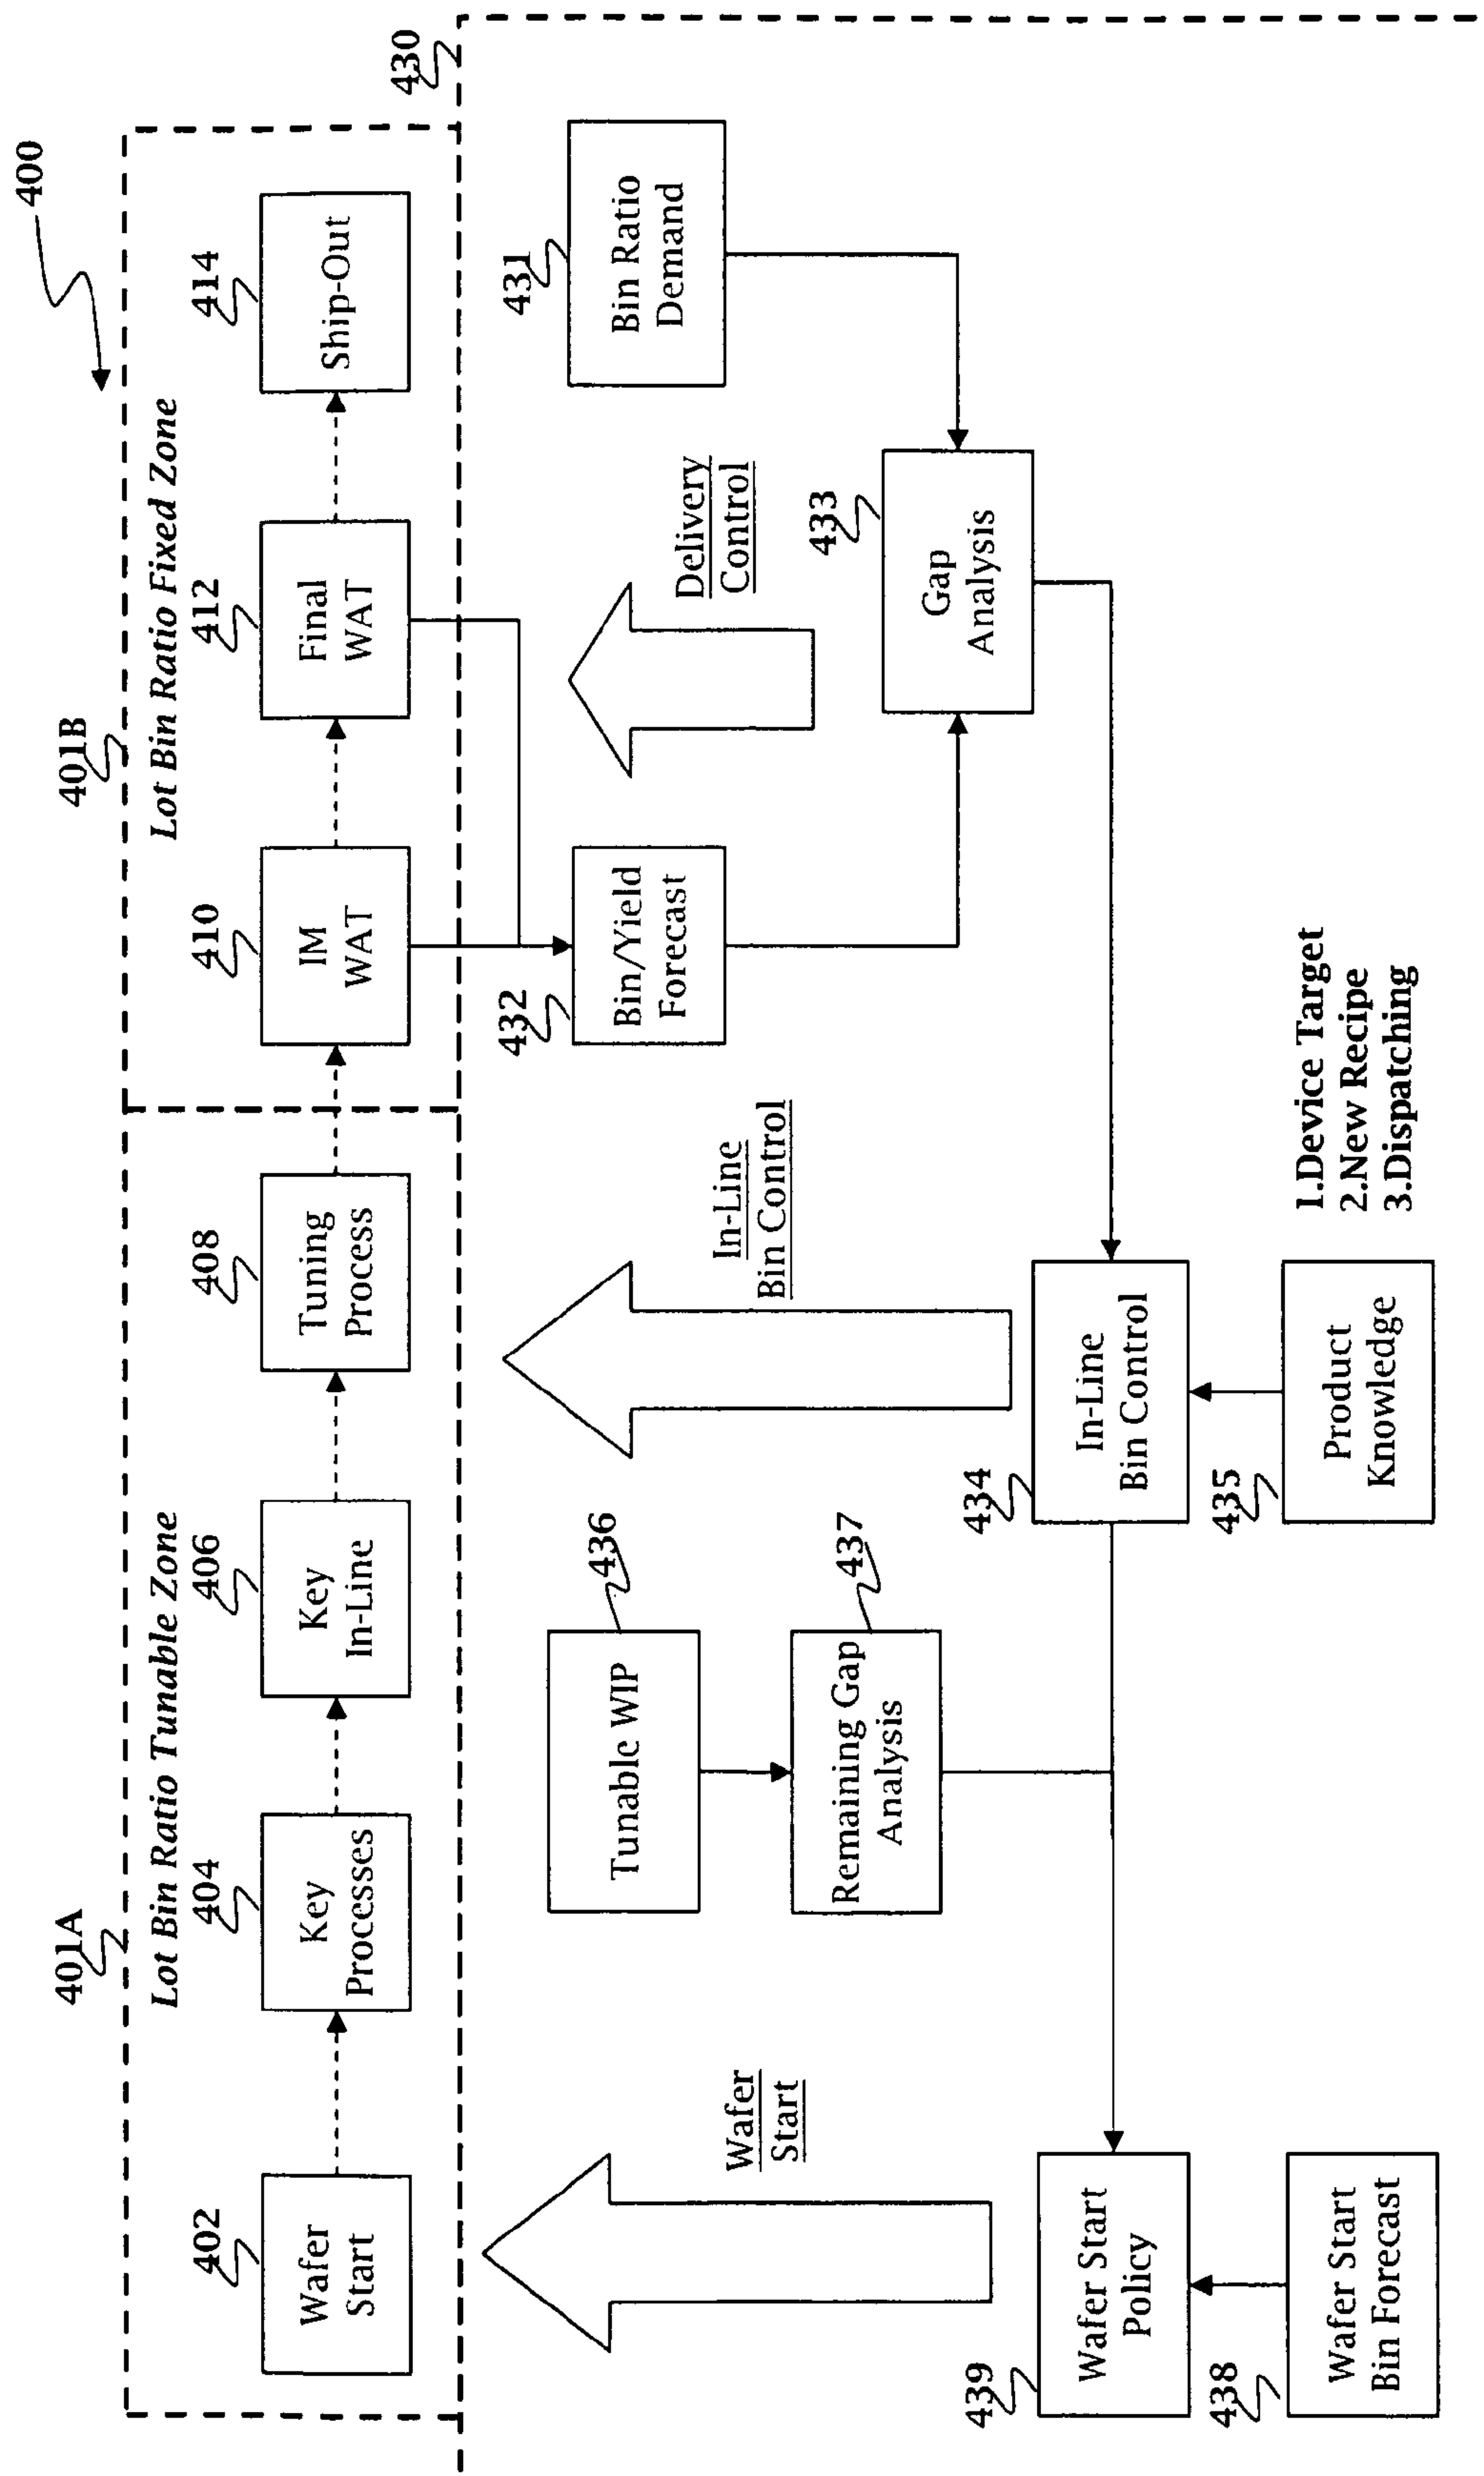 400
401A
401B
Lot Bin Ratio Tunable Zone
Lot Bin Ratio Fixed Zone
402
404
406
408
410
412
414
Wafer
Start
Key
Processes
Key
In-Line
Tuning
Process
IM
WAT
Final
WAT
Ship-Out
430
Wafer
Start
436
Tunable WIP
437
Remaining Gap
Analysis
In-Line
Bin Control
432
Bin/Yield
Forecast
Delivery
Control
431
Bin Ratio
Demand
433
Gap
Analysis
439
Wafer Start
Policy
434
In-Line
Bin Control
438
Wafer Start
Bin Forecast
435
Product
Knowledge
1.Device Target
2.New Recipe
3.Dispatching